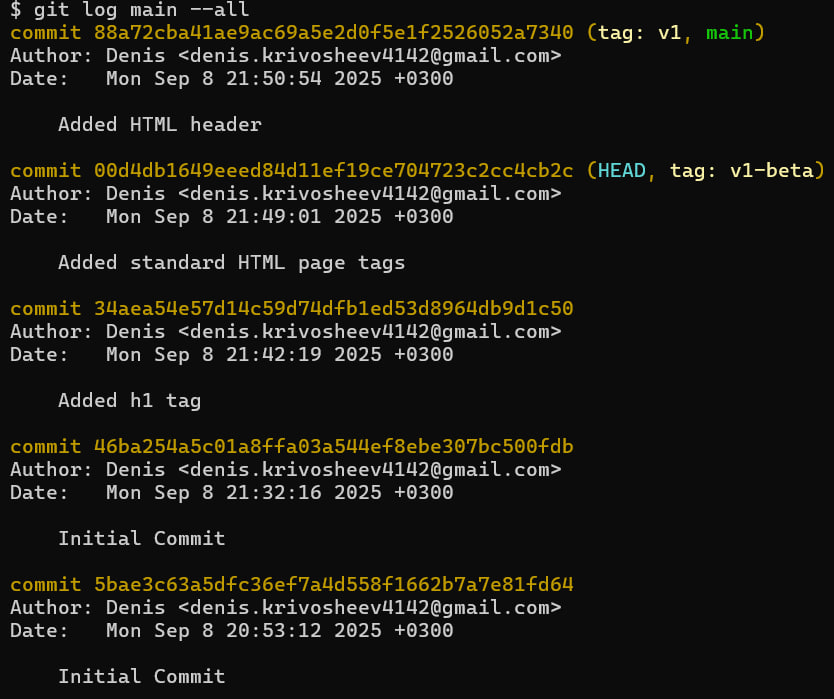 $ git log main --all
commit 88a72cba41ae9ac69a5e2d0f5e1f2526052a7340 (tag: v1, main)
Author: Denis <denis.krivosheev4142@gmail.com>
Date:   Mon Sep 8 21:50:54 2025 +0300
Added HTML header
commit 00d4db1649eeed84d11ef19ce704723c2cc4cb2c (HEAD, tag: v1-beta)
Author: Denis <denis.krivosheev4142@gmail.com>
Date:   Mon Sep 8 21:49:01 2025 +0300
Added standard HTML page tags
commit 34aea54e57d14c59d74dfb1ed53d8964db9d1c50
Author: Denis <denis.krivosheev4142@gmail.com>
Date:   Mon Sep 8 21:42:19 2025 +0300
Added h1 tag
commit 46ba254a5c01a8ffa03a544ef8ebe307bc500fdb
Author: Denis <denis.krivosheev4142@gmail.com>
Date:   Mon Sep 8 21:32:16 2025 +0300
Initial Commit
commit 5bae3c63a5dfc36ef7a4d558f1662b7a7e81fd64
Author: Denis <denis.krivosheev4142@gmail.com>
Date:   Mon Sep 8 20:53:12 2025 +0300
Initial Commit